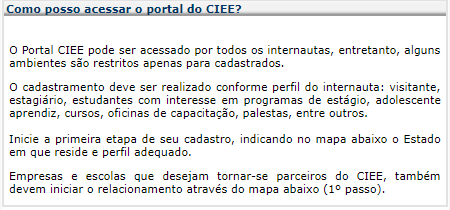 Como posso acessar o portal do CIEE?
O Portal CIEE pode ser acessado por todos os internautas, entretanto, alguns
ambientes são restritos apenas para cadastrados.
O cadastramento deve ser realizado conforme perfil do internauta: visitante,
estagiário, estudantes com interesse em programas de estágio, adolescente
aprendiz, cursos, oficinas de capacitação, palestas, entre outros.
Inicie a primeira etapa de seu cadastro, indicando no mapa abaixo o Estado
em que reside e perfil adequado.
Empresas e escolas que desejam tornar-se parceiros do CIEE, também
devem iniciar o relacionamento através do mapa abaixo (1º passo).